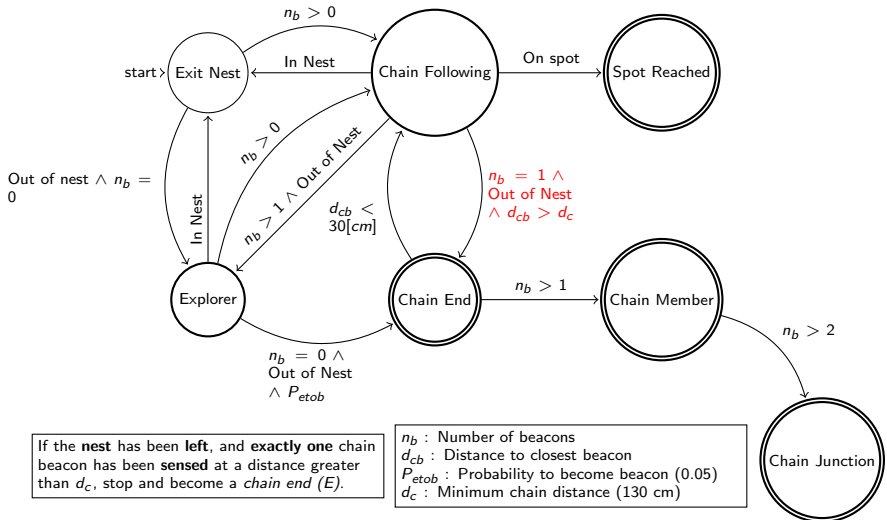 n_b > 0
start
Exit Nest
In Nest
Chain Following
On spot
Spot Reached
Out of nest ∧ n_b =
0
In Nest
n_b > 0
n_b > 1 ∧ Out of Nest
d_cb <
30[cm]
n_b = 1 ∧
Out of Nest
∧ d_cb > d_c
Explorer
Chain End
n_b > 1
Chain Member
n_b > 2
n_b = 0 ∧
Out of Nest
∧ P_etob
Chain Junction
If the nest has been left, and exactly one chain
beacon has been sensed at a distance greater
than d_c, stop and become a chain end (E).
n_b : Number of beacons
d_cb : Distance to closest beacon
P_etob : Probability to become beacon (0.05)
d_c : Minimum chain distance (130 cm)